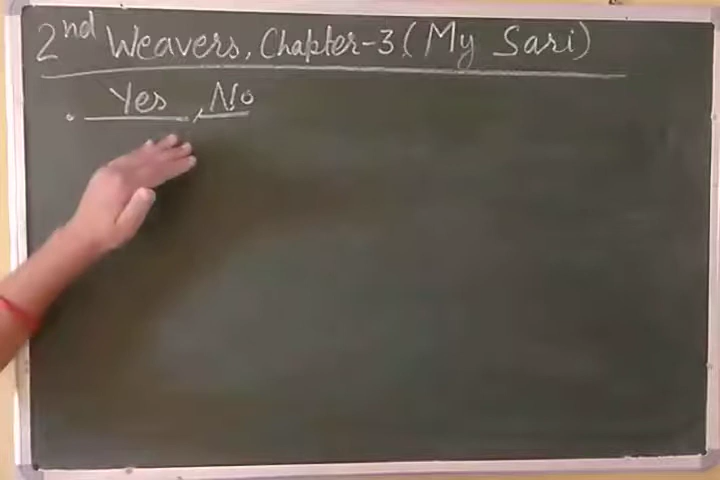 2nd Weavers, Chapter-3 (My Sari)
. Yes, No